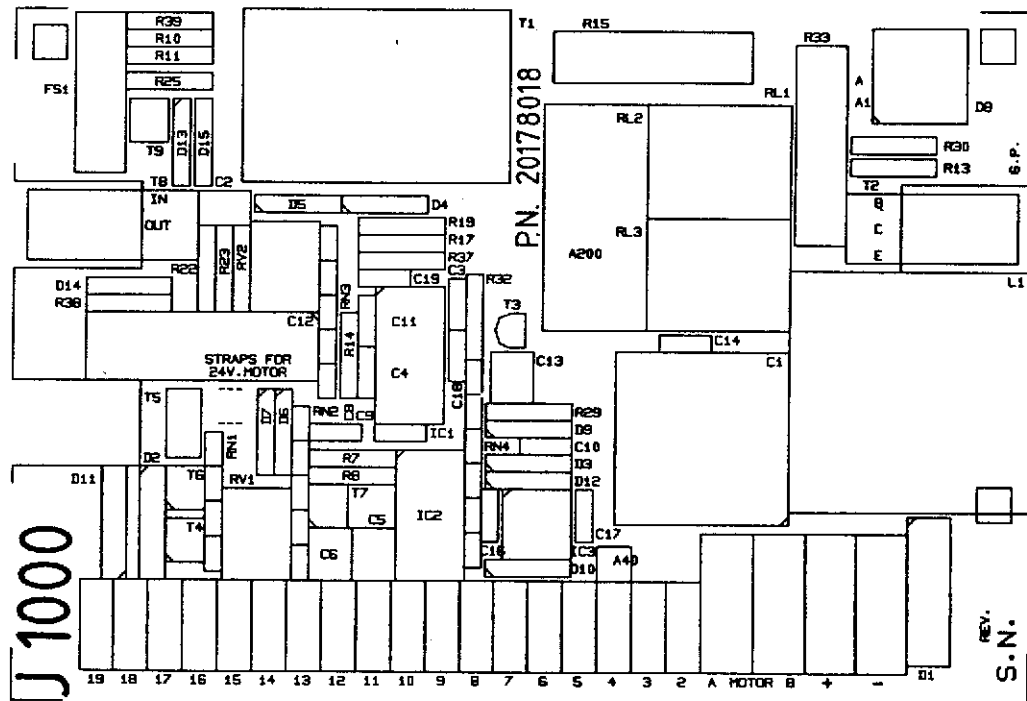 R39
R10
R11
R25
FS1
T9
D13
D15
T8
C2
IN
OUT
T1
P.N. 20178018
R15
RL1
RL2
RL3
A200
R33
A
A1
D8
R30
R13
T2
B
C
E
G.P.
L1
D5
D4
R19
R17
R37
C19
C3
R32
R22
R23
RV2
D14
R38
C12
RN3
R14
C11
C4
T3
C14
C13
C1
STRAPS FOR
24V.MOTOR
T5
D2
RN1
D7
D6
RN2
C8
C9
IC1
C18
R29
D9
RN4
C10
D3
D12
D11
T6
T4
RV1
R7
R8
T7
C5
C6
IC2
C16
C17
IC3
D10
A40
J1000
REV.
S.N.
D1
19 18 17 16 15 14 13 12 11 10 9 8 7 6 5 4 3 2 A MOTOR B + -